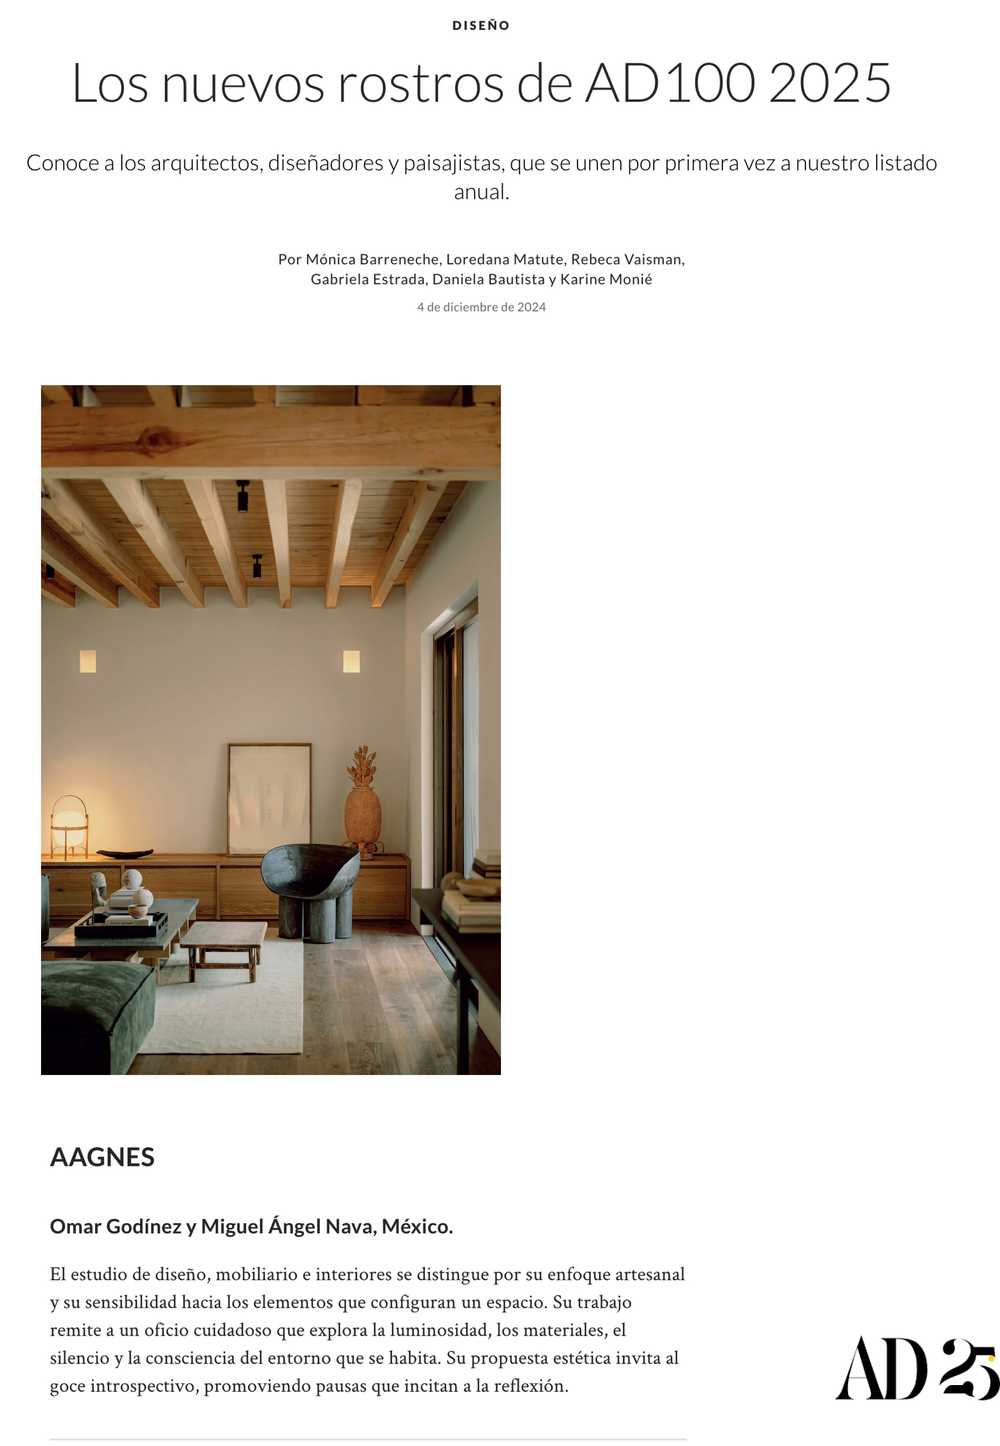 DISEÑO
Los nuevos rostros de AD100 2025
Conoce a los arquitectos, diseñadores y paisajistas, que se unen por primera vez a nuestro listado
anual.
Por Mónica Barreneche, Loredana Matute, Rebeca Vaisman,
Gabriela Estrada, Daniela Bautista y Karine Monié
4 de diciembre de 2024
AAGNES
Omar Godínez y Miguel Ángel Nava, México.
El estudio de diseño, mobiliario e interiores se distingue por su enfoque artesanal
y su sensibilidad hacia los elementos que configuran un espacio. Su trabajo
remite a un oficio cuidadoso que explora la luminosidad, los materiales, el
silencio y la consciencia del entorno que se habita. Su propuesta estética invita al
goce introspectivo, promoviendo pausas que incitan a la reflexión.
AD 25